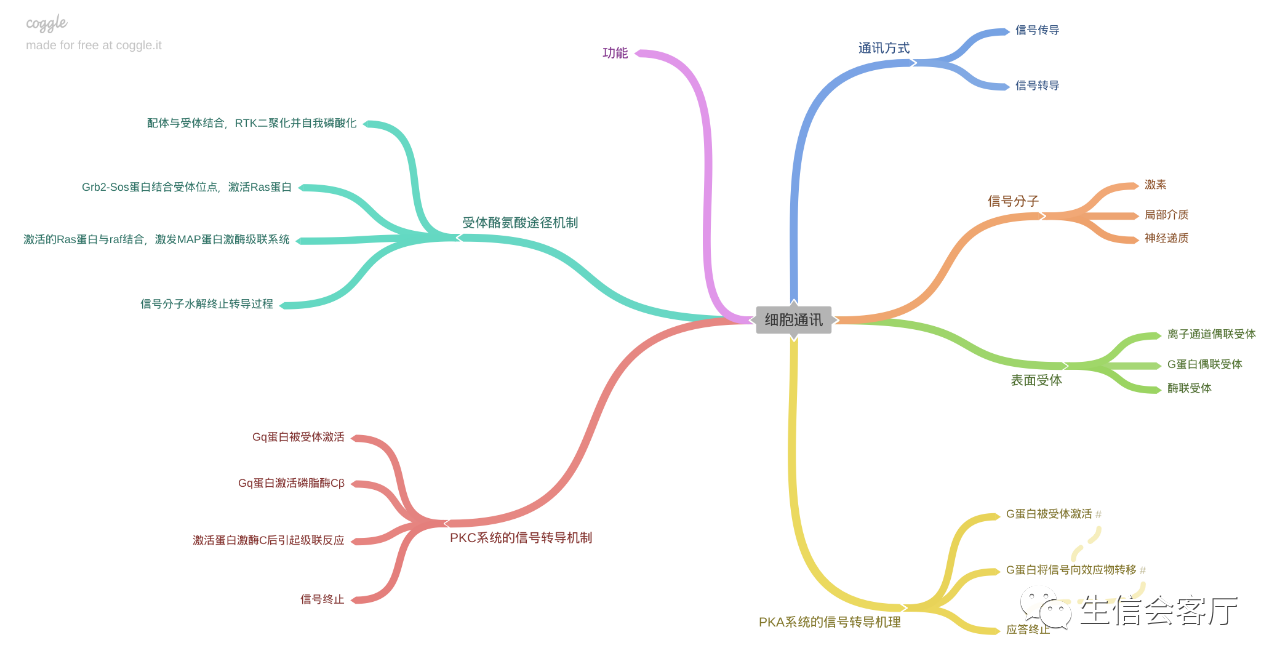 coggle
made for free at coggle.it
功能
通讯方式
信号传导
信号转导
配体与受体结合，RTK二聚化并自我磷酸化
Grb2-Sos蛋白结合受体位点，激活Ras蛋白
激活的Ras蛋白与raf结合，激发MAP蛋白激酶级联系统
信号分子水解终止转导过程
受体酪氨酸途径机制
信号分子
激素
局部介质
神经递质
细胞通讯
表面受体
离子通道偶联受体
G蛋白偶联受体
酶联受体
Gq蛋白被受体激活
Gq蛋白激活磷脂酶Cβ
激活蛋白激酶C后引起级联反应
信号终止
PKC系统的信号转导机制
PKA系统的信号转导机理
G蛋白被受体激活 #
G蛋白将信号向效应物转移 #
应答终止
生信会客厅